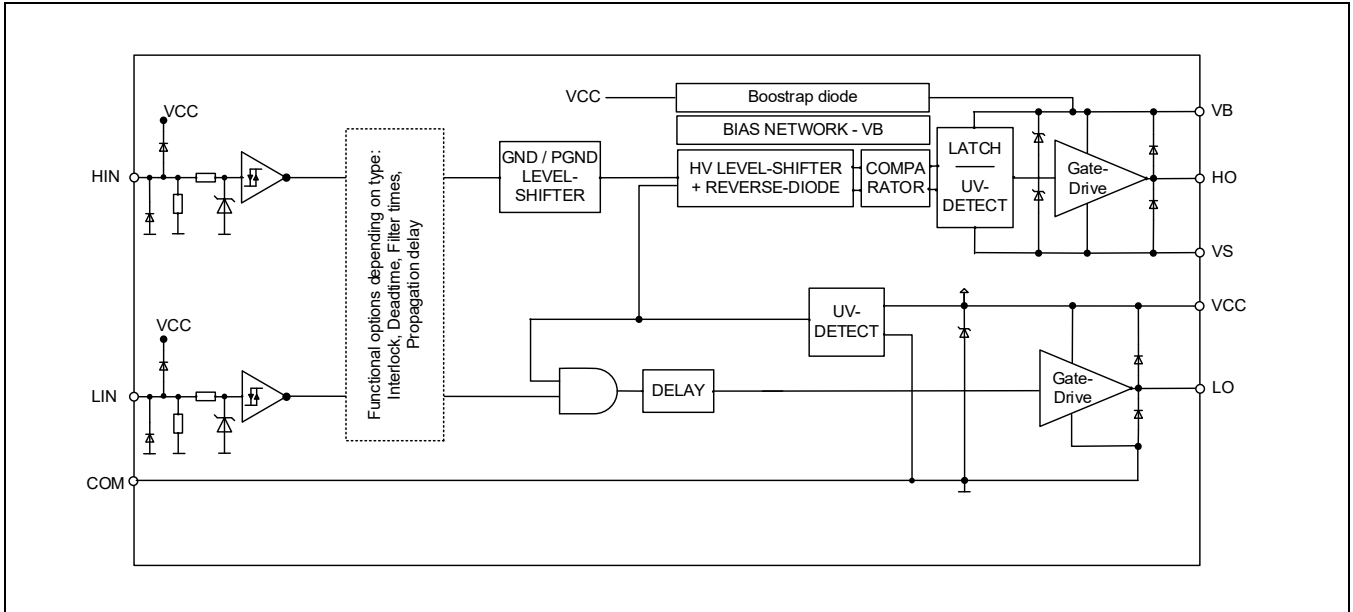 VCC
Boostrap diode
VB
VCC
BIAS NETWORK - VB
HIN
GND / PGND
LEVEL-
SHIFTER
HV LEVEL-SHIFTER
+ REVERSE-DIODE
COMPA
RATOR
LATCH
UV-
DETECT
Gate-
Drive
HO
VS
Functional options depending on type:
Interlock, Deadtime, Filter times,
Propagation delay
VCC
UV-
DETECT
VCC
LIN
DELAY
Gate-
Drive
LO
COM